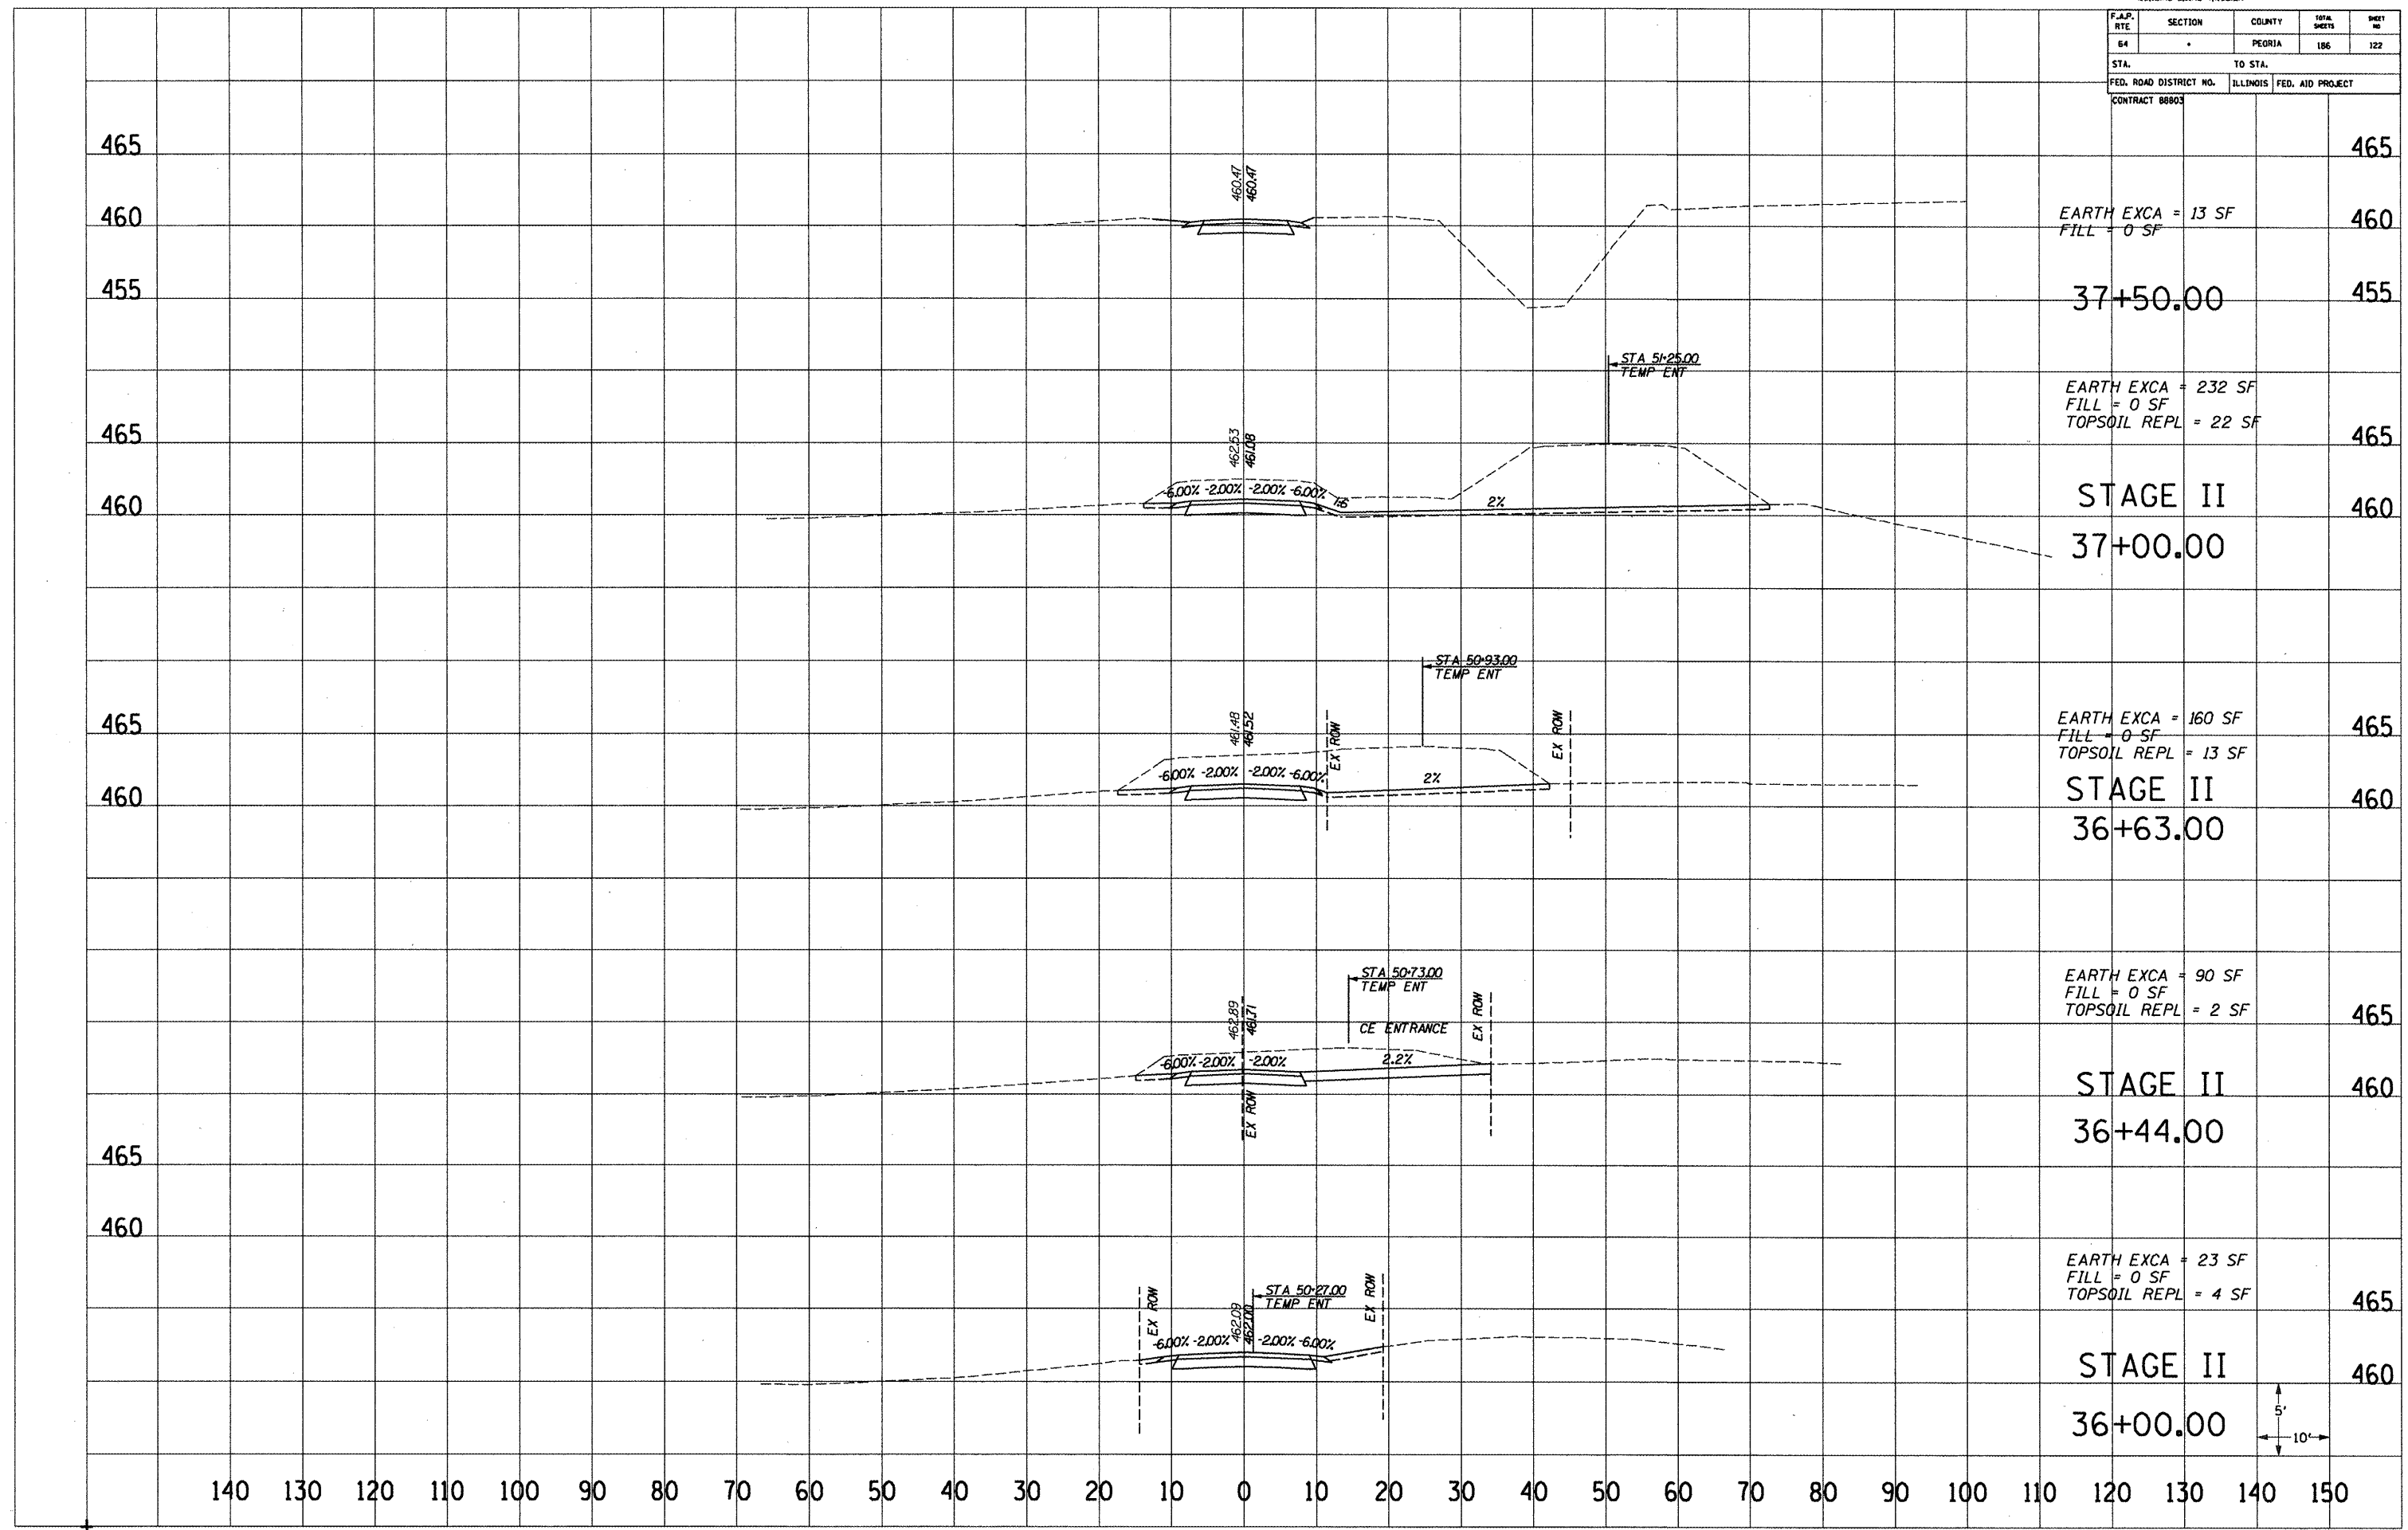 F.A.P. RTE SECTION COUNTY TOTAL SHEETS SHEET NO
64 • PEORIA 186 122
STA. TO STA.
FED. ROAD DISTRICT NO. ILLINOIS FED. AID PROJECT
CONTRACT 88803
465 465
460.47
460.47
460 460
EARTH EXCA = 13 SF
FILL = 0 SF
455 455
37+50.00
STA 51+25.00
TEMP ENT
EARTH EXCA = 232 SF
FILL = 0 SF
TOPSOIL REPL = 22 SF
465 465
462.53
461.08
-6.00% -2.00% -2.00% -6.00% 1:6 2%
460 460
STAGE II
37+00.00
STA 50+93.00
TEMP ENT
465 465
461.48
461.52
EX ROW
EX ROW
EARTH EXCA = 160 SF
FILL = 0 SF
TOPSOIL REPL = 13 SF
-6.00% -2.00% -2.00% -6.00% 2%
460 460
STAGE II
36+63.00
STA 50+73.00
TEMP ENT
EARTH EXCA = 90 SF
FILL = 0 SF
TOPSOIL REPL = 2 SF
465
462.89
461.71
CE ENTRANCE
EX ROW
-6.00% -2.00% -2.00% 2.2%
EX ROW
STAGE II
460
36+44.00
465
460
EARTH EXCA = 23 SF
FILL = 0 SF
TOPSOIL REPL = 4 SF
465
EX ROW
STA 50+27.00
TEMP ENT
462.09
462.00
EX ROW
-6.00% -2.00% -2.00% -6.00%
STAGE II
460
36+00.00
5'
10'
140 130 120 110 100 90 80 70 60 50 40 30 20 10 0 10 20 30 40 50 60 70 80 90 100 110 120 130 140 150